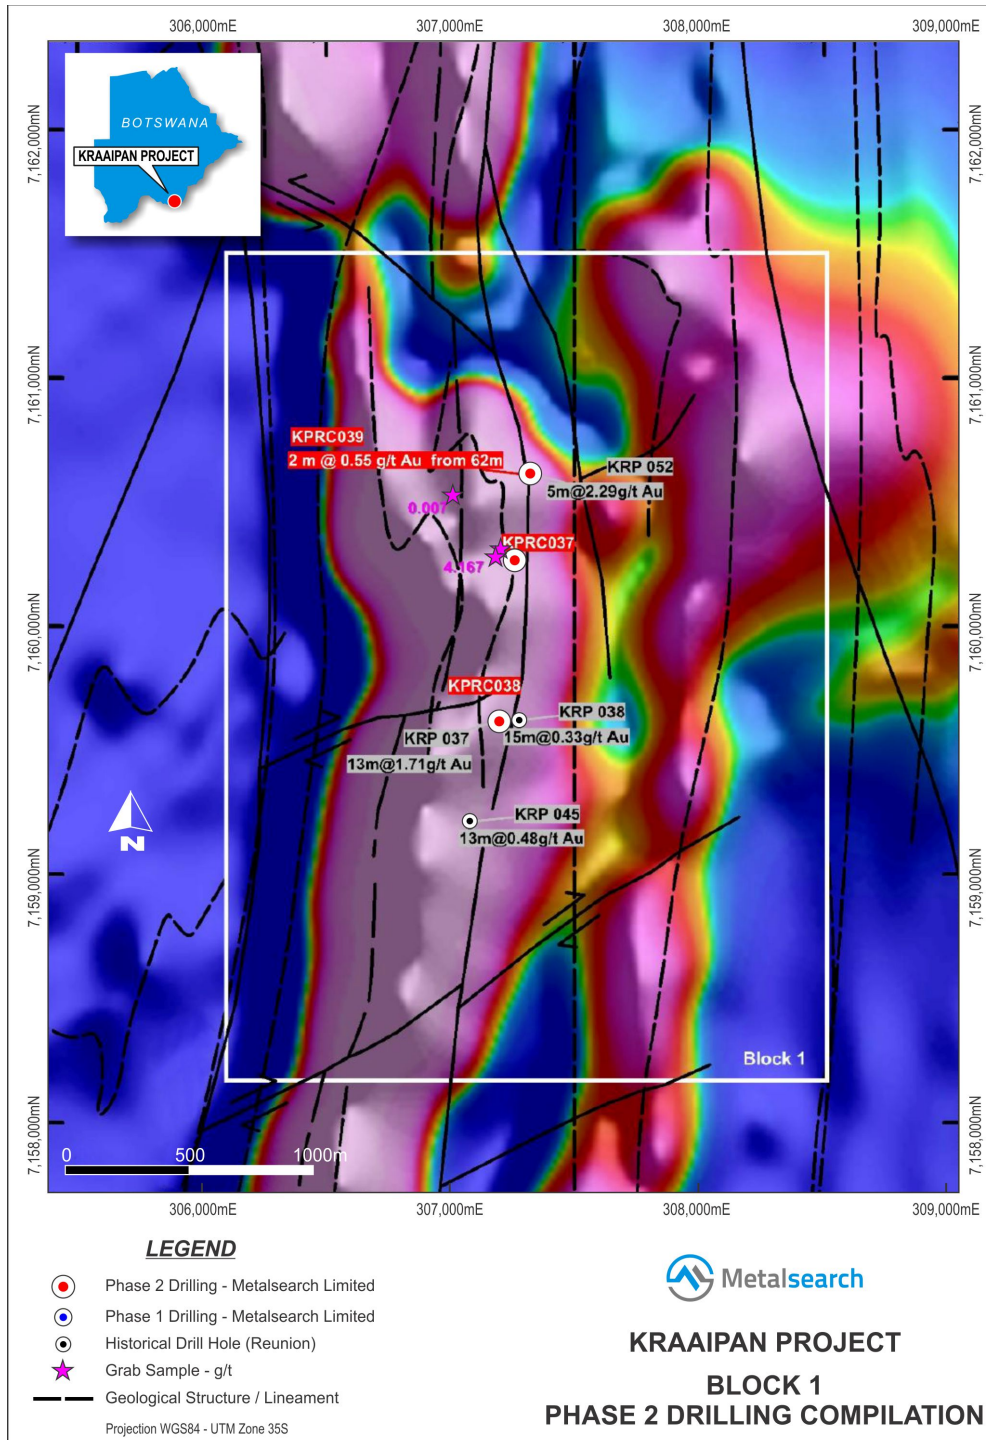 306,000mE 307,000mE 308,000mE 309,000mE
7,162,000mN
7,162,000mN
BOTSWANA
KRAAIPAN PROJECT
7,161,000mN
7,161,000mN
KPRC039
2 m @ 0.55 g/t Au from 62m
KRP 052
5m@2.29g/t Au
0.007
KPRC037
4.167
7,160,000mN
7,160,000mN
KPRC038
KRP 038
15m@0.33g/t Au
KRP 037
13m@1.71g/t Au
KRP 045
13m@0.48g/t Au
N
7,159,000mN
7,159,000mN
Block 1
7,158,000mN
7,158,000mN
0 500 1000m
306,000mE 307,000mE 308,000mE 309,000mE
LEGEND
Phase 2 Drilling - Metalsearch Limited
Phase 1 Drilling - Metalsearch Limited
Historical Drill Hole (Reunion)
Grab Sample - g/t
Geological Structure / Lineament
Projection WGS84 - UTM Zone 35S
Metalsearch
KRAAIPAN PROJECT
BLOCK 1
PHASE 2 DRILLING COMPILATION